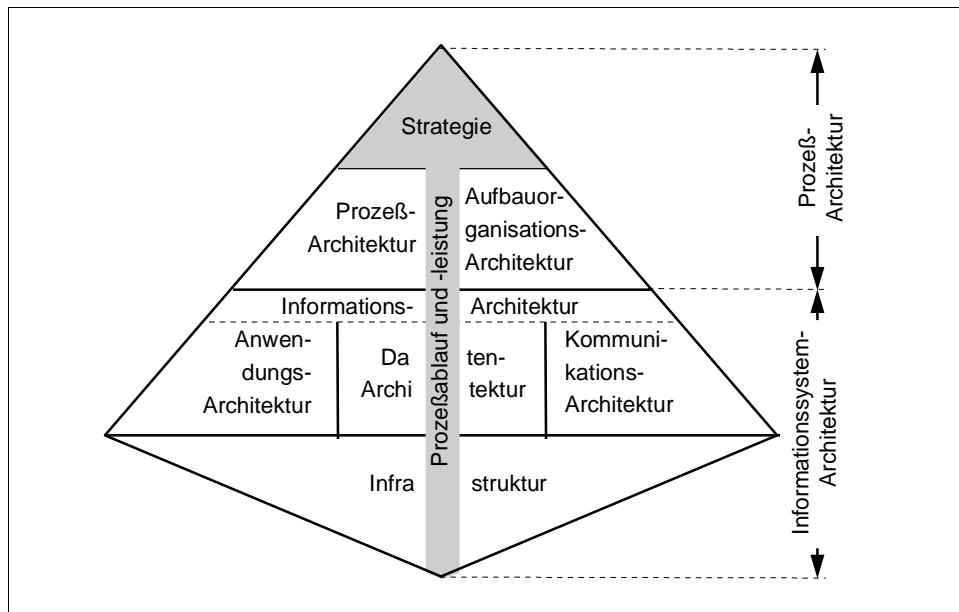 Strategie
Prozeß-
Architektur
Aufbauor-
ganisations-
Architektur
Prozeßablauf und -leistung
Informations-
Architektur
Anwen-
dungs-
Architektur
Da
Archi
ten-
tektur
Kommuni-
kations-
Architektur
Infra
struktur
Prozeß-
Architektur
Informationssystem-
Architektur